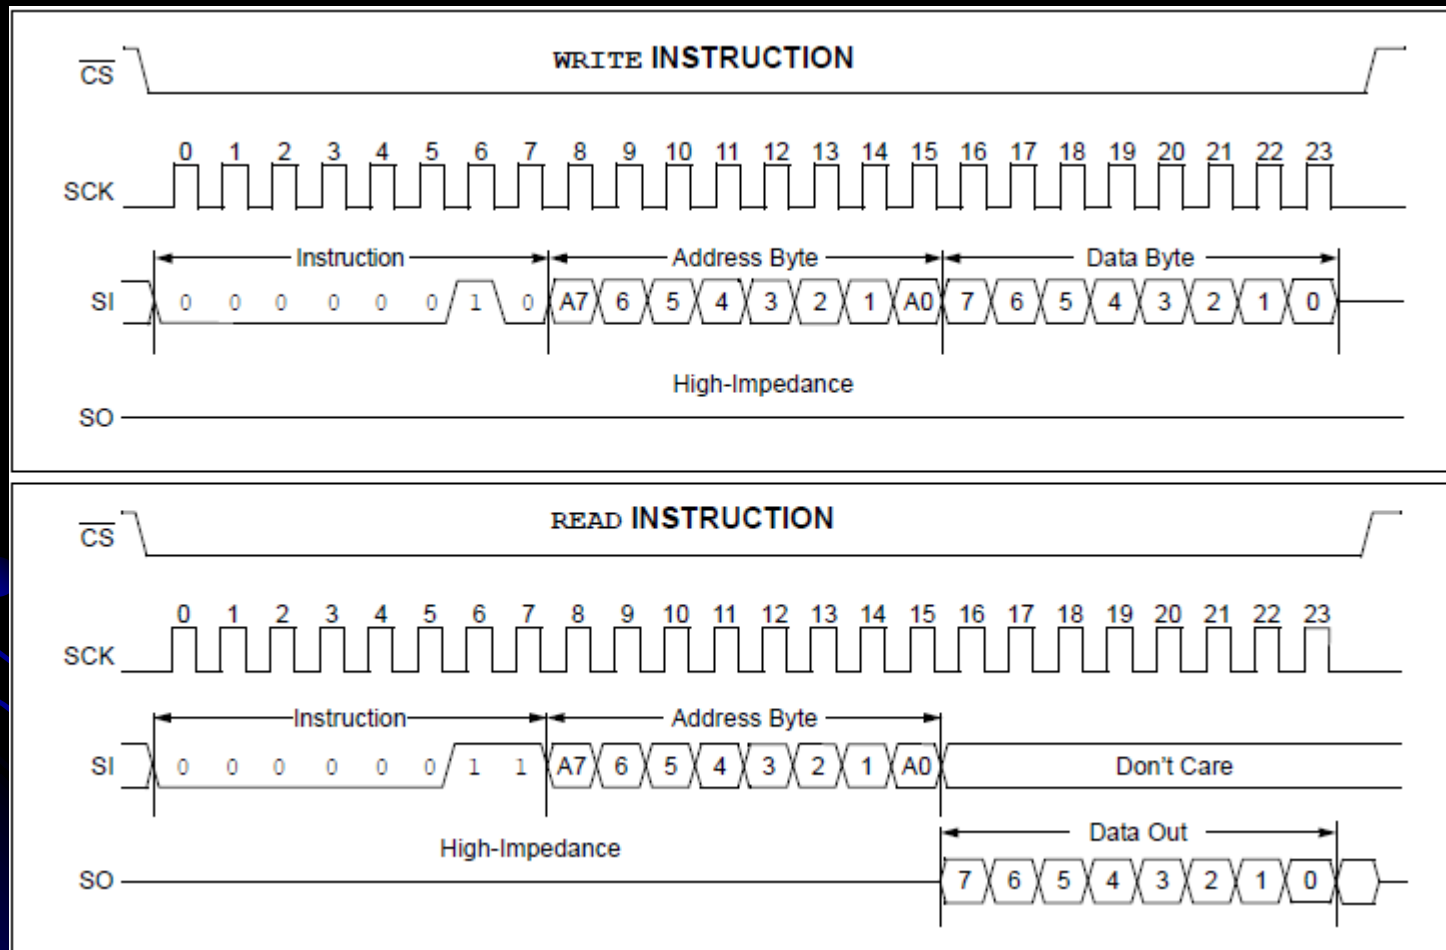 WRITE INSTRUCTION
CS
0 1 2 3 4 5 6 7 8 9 10 11 12 13 14 15 16 17 18 19 20 21 22 23
SCK
Instruction Address Byte Data Byte
SI 0 0 0 0 0 0 1 0 A7 6 5 4 3 2 1 A0 7 6 5 4 3 2 1 0
High-Impedance
SO
READ INSTRUCTION
CS
0 1 2 3 4 5 6 7 8 9 10 11 12 13 14 15 16 17 18 19 20 21 22 23
SCK
Instruction Address Byte
SI 0 0 0 0 0 0 1 1 A7 6 5 4 3 2 1 A0 Don't Care
Data Out
High-Impedance
SO 7 6 5 4 3 2 1 0